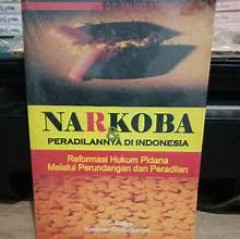 NARKOBA
& PERADILANNYA DI INDONESIA
Reformasi Hukum Pidana
Melalui Perundangan dan Peradilan